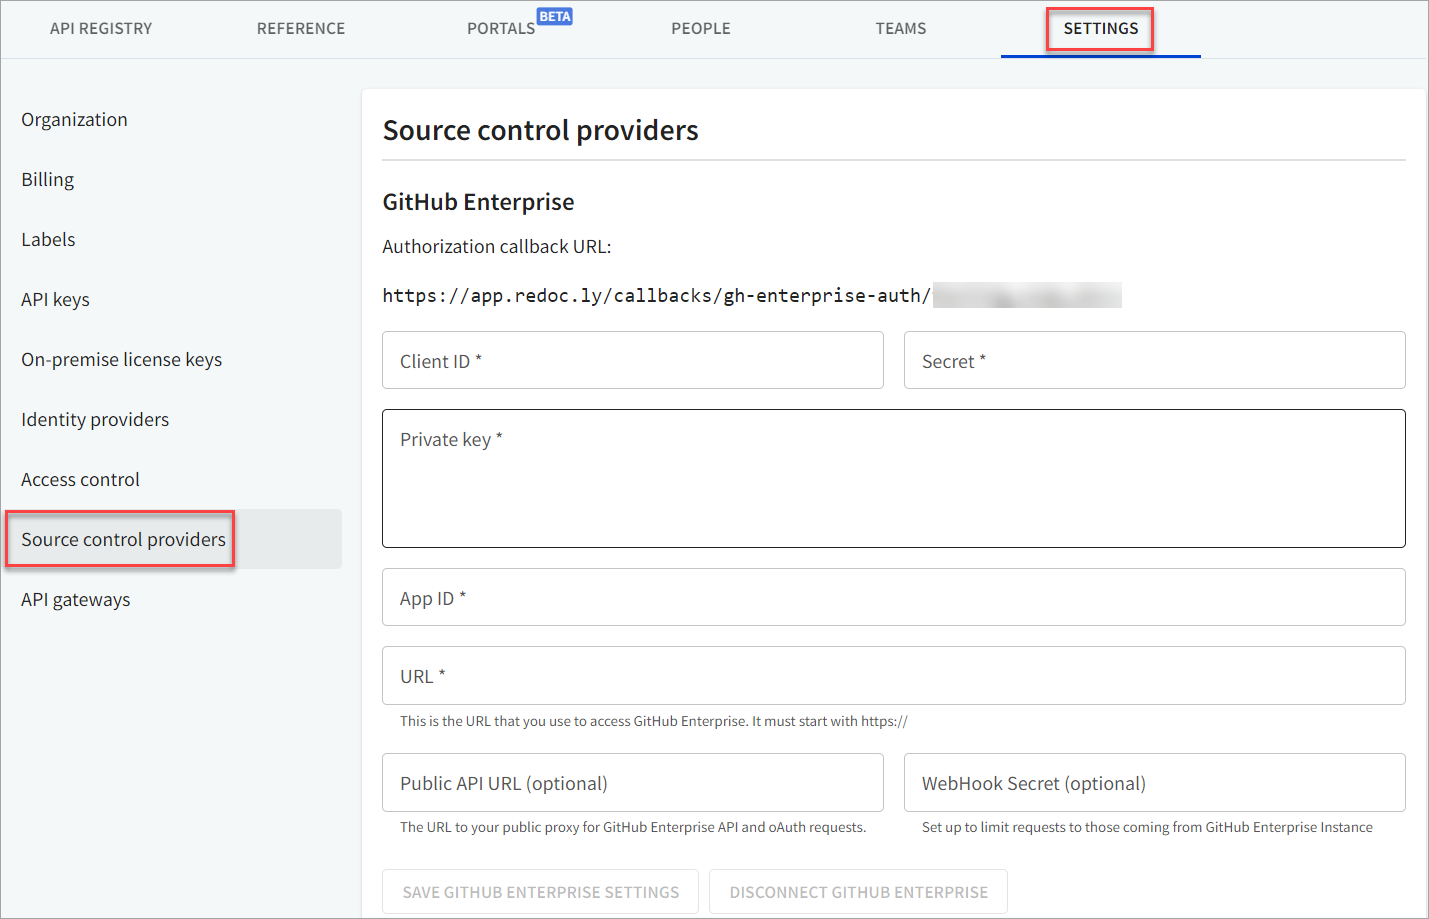 API REGISTRY REFERENCE PORTALS BETA PEOPLE TEAMS SETTINGS
Organization
Billing
Labels
API keys
On-premise license keys
Identity providers
Access control
Source control providers
API gateways
Source control providers
GitHub Enterprise
Authorization callback URL:
https://app.redoc.ly/callbacks/gh-enterprise-auth/
Client ID * Secret *
Private key *
App ID *
URL *
This is the URL that you use to access GitHub Enterprise. It must start with https://
Public API URL (optional) WebHook Secret (optional)
The URL to your public proxy for GitHub Enterprise API and oAuth requests. Set up to limit requests to those coming from GitHub Enterprise Instance
SAVE GITHUB ENTERPRISE SETTINGS DISCONNECT GITHUB ENTERPRISE